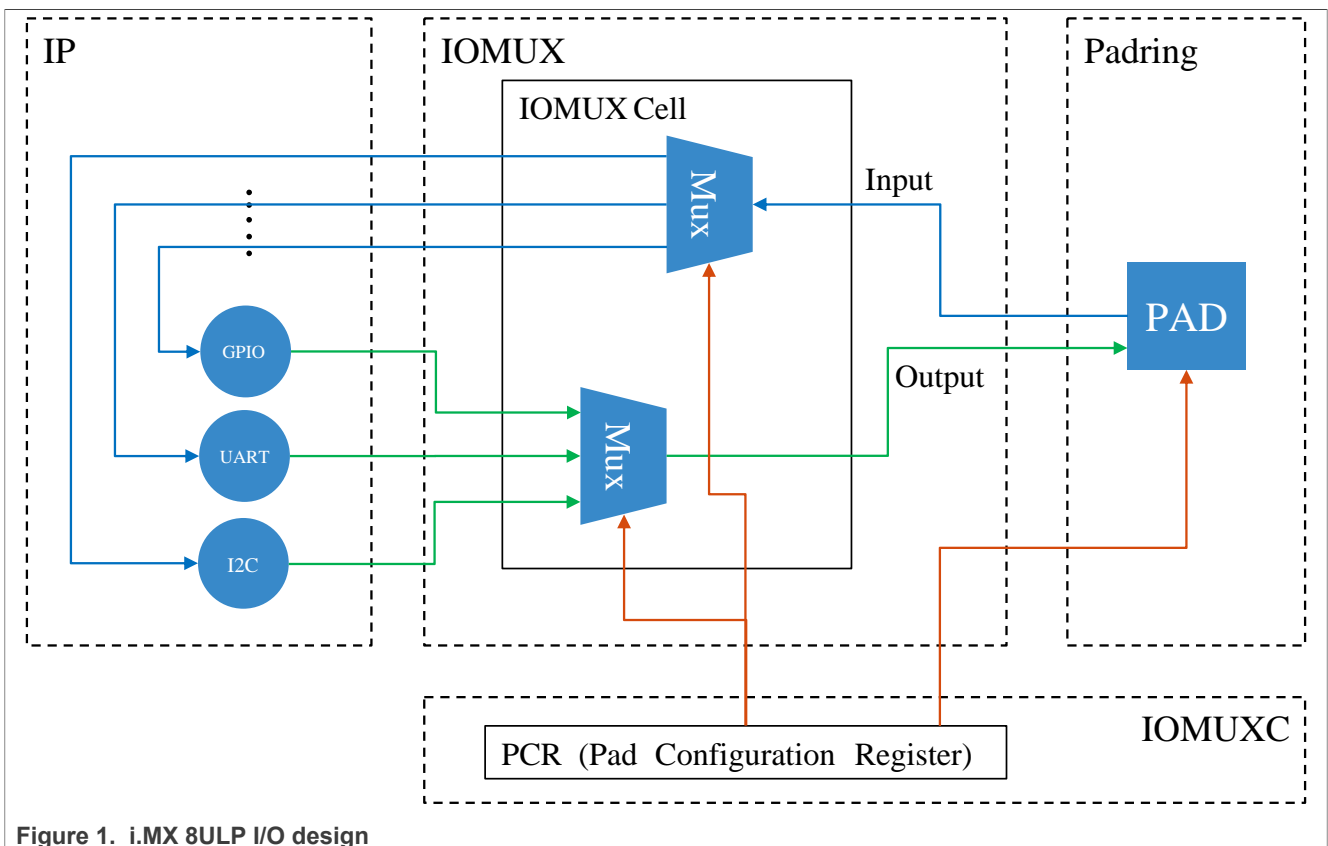 IP
IOMUX
Padring
IOMUX Cell
Mux
Input
PAD
GPIO
Output
Mux
UART
I2C
IOMUXC
PCR (Pad Configuration Register)
Figure 1. i.MX 8ULP I/O design